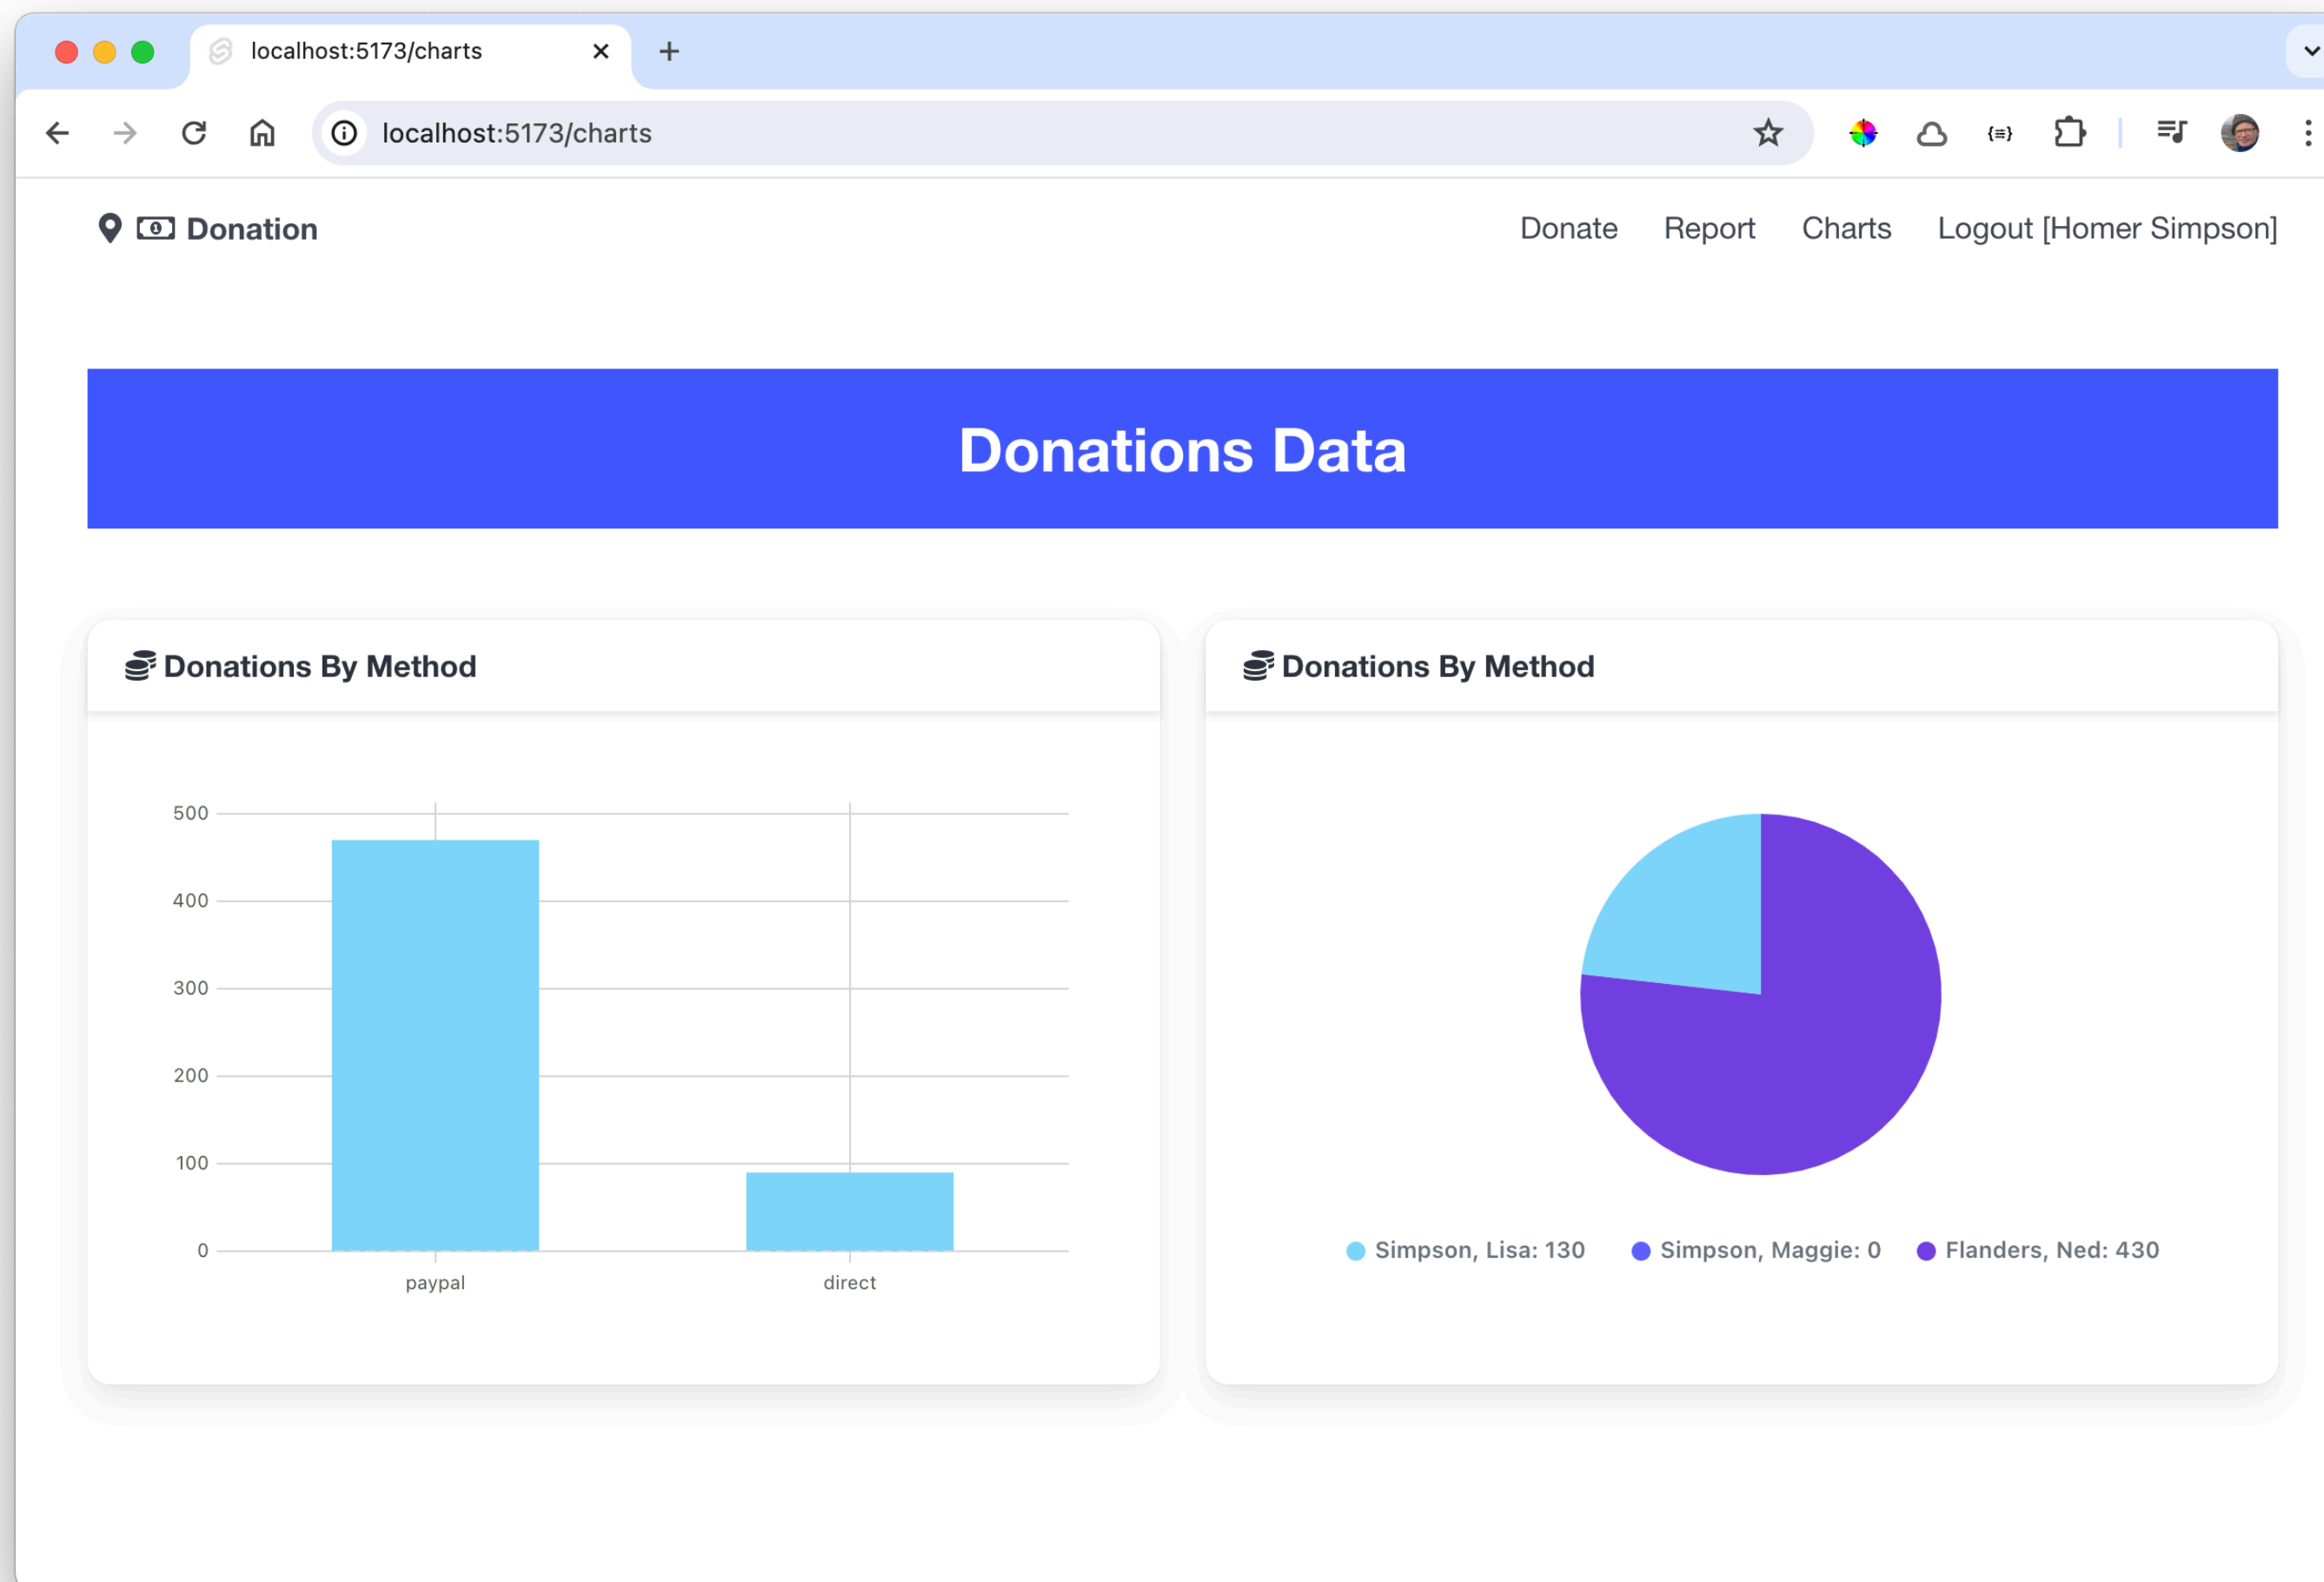 localhost:5173/charts
localhost:5173/charts
Donation
Donate Report Charts Logout [Homer Simpson]
Donations Data
Donations By Method
500
400
300
200
100
0
paypal direct
Donations By Method
Simpson, Lisa: 130 Simpson, Maggie: 0 Flanders, Ned: 430